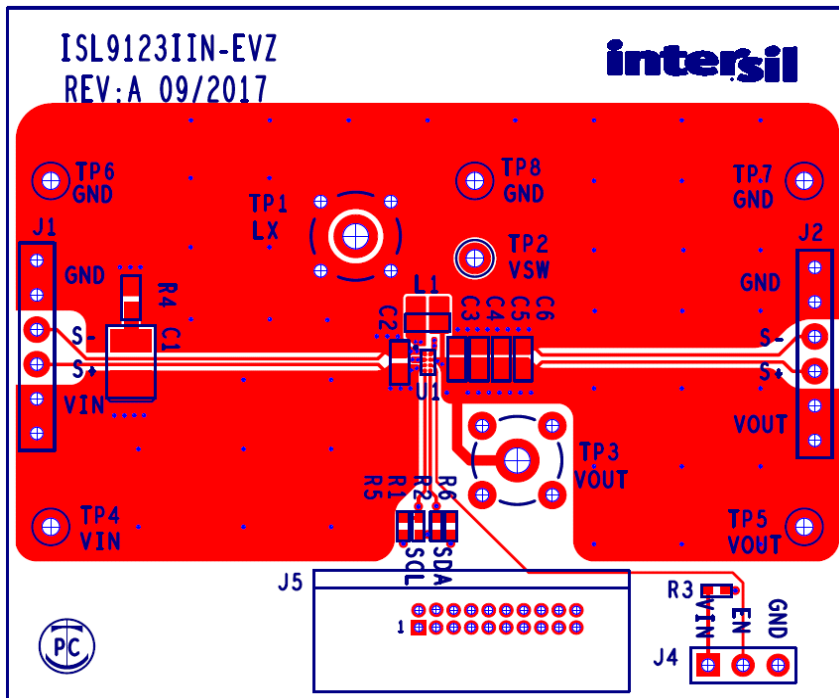 ISL9123IIN-EVZ
REV:A 09/2017
intersil
TP6
GND
TP8
GND
TP7
GND
TP1
LX
J1
J2
TP2
VSW
GND
GND
R4
L1
C1
C2
C3
C4
C5
C6
S-
S+
S-
S+
U1
VIN
VOUT
TP3
VOUT
R5
R1
R2
R6
TP4
VIN
TP5
VOUT
SCL
SDA
J5
1
R3
VIN
EN
GND
J4
PC